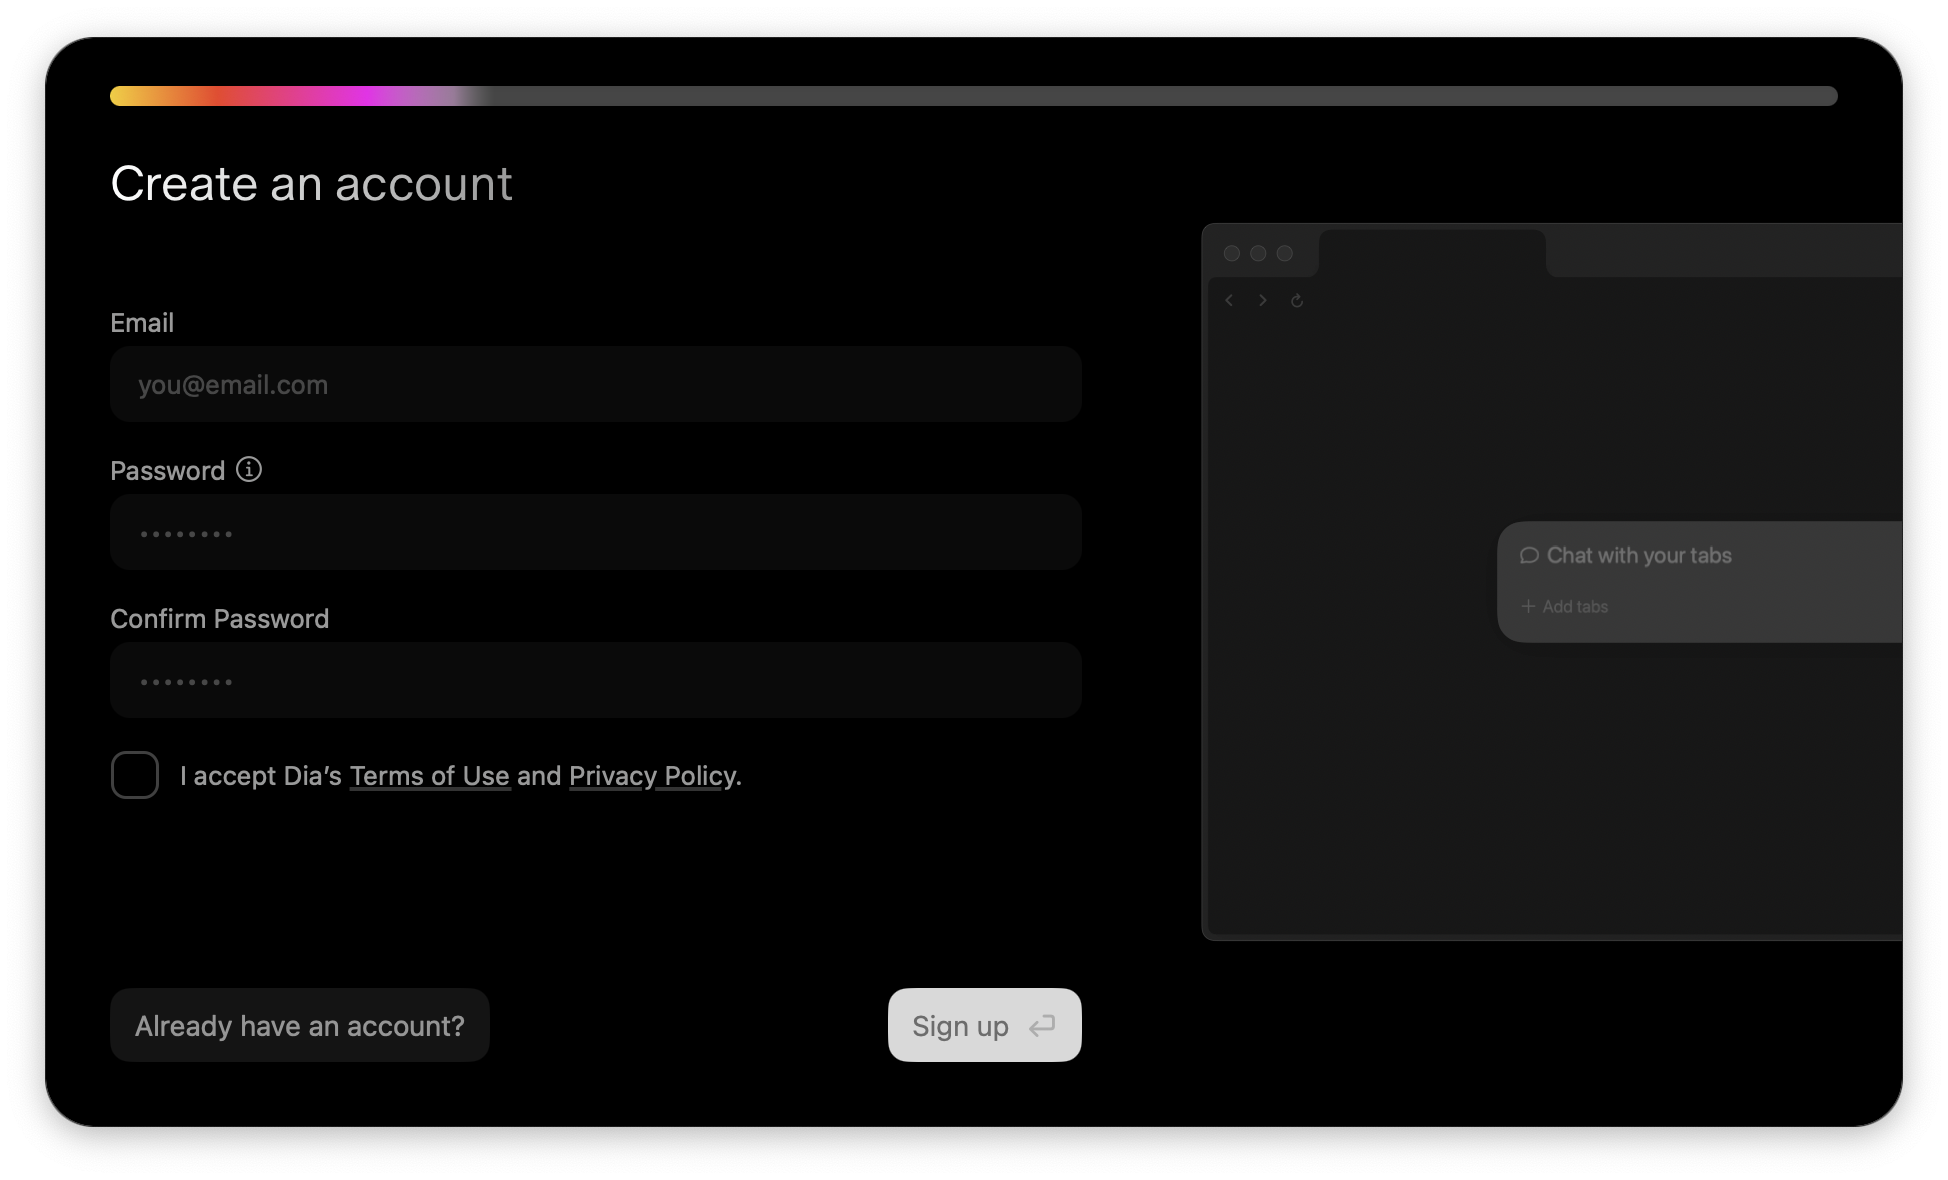 Create an account
Email
you@email.com
Password
••••••••
Confirm Password
••••••••
I accept Dia’s Terms of Use and Privacy Policy.
Already have an account?
Sign up
Chat with your tabs
+ Add tabs